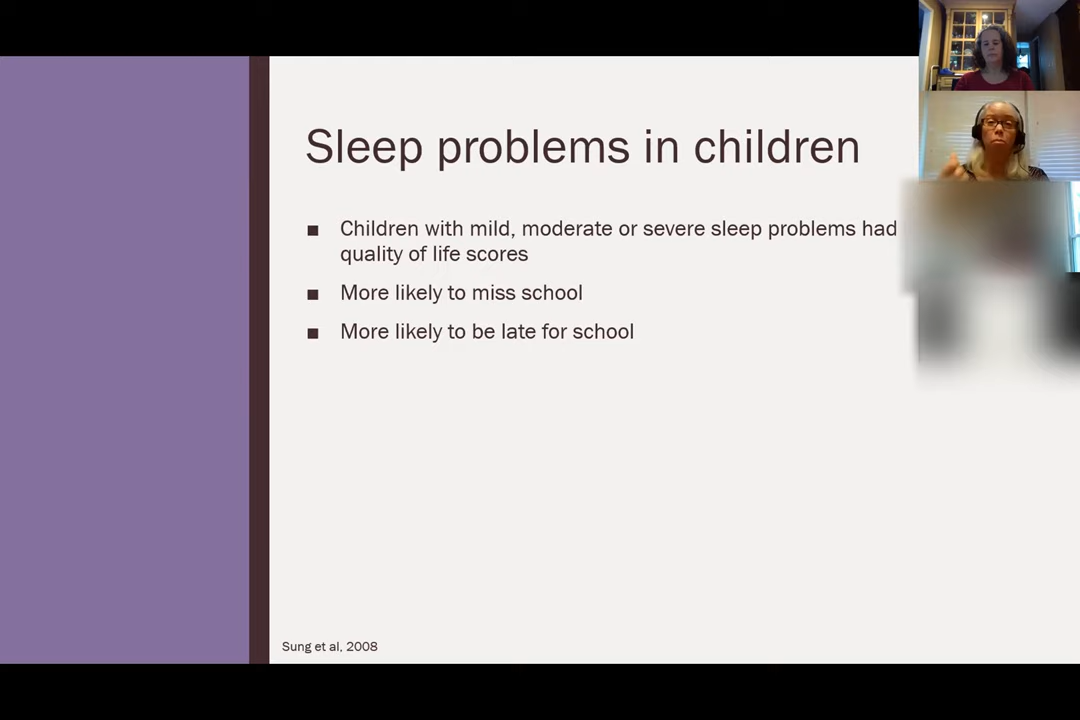 Sleep problems in children
■ Children with mild, moderate or severe sleep problems had
quality of life scores
■ More likely to miss school
■ More likely to be late for school
Sung et al, 2008